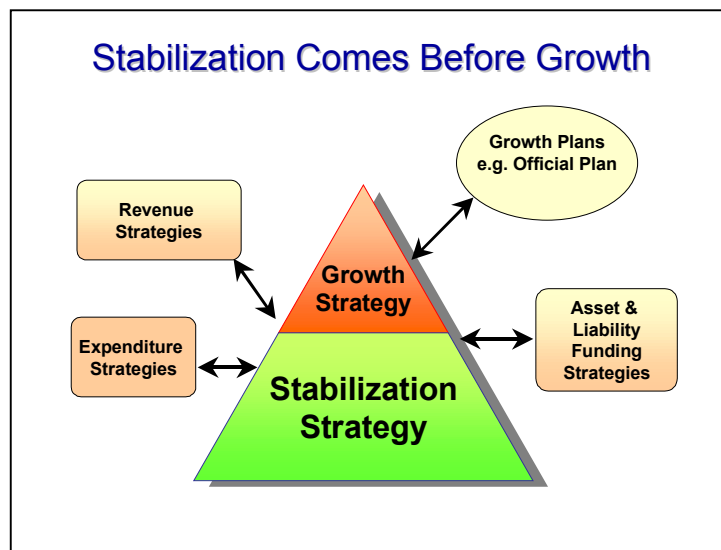 Stabilization Comes Before Growth
Growth Plans
e.g. Official Plan
Revenue
Strategies
Growth
Strategy
Asset &
Liability
Funding
Strategies
Expenditure
Strategies
Stabilization
Strategy